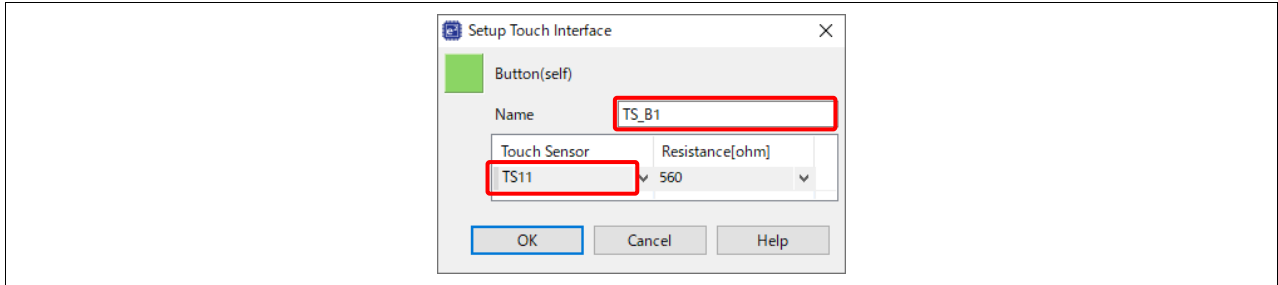 Setup Touch Interface
Button(self)
Name TS_B1
Touch Sensor Resistance[ohm]
TS11 560
OK Cancel Help